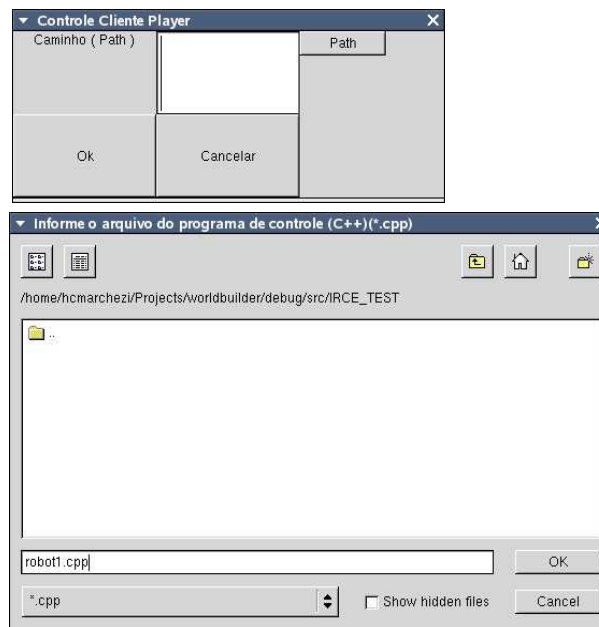 Controle Cliente Player
Caminho ( Path )
Path
Ok
Cancelar
Informe o arquivo do programa de controle (C++)(*.cpp)
/home/hcmarchezi/Projects/worldbuilder/debug/src/IRCE_TEST
..
robot1.cpp
OK
*.cpp
Show hidden files
Cancel